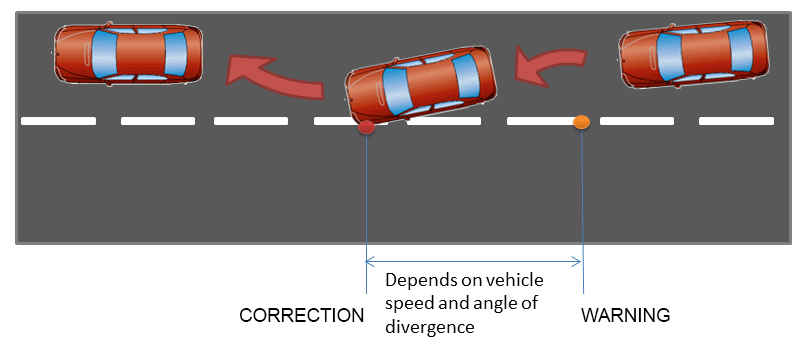 Depends on vehicle
speed and angle of
divergence
CORRECTION
WARNING